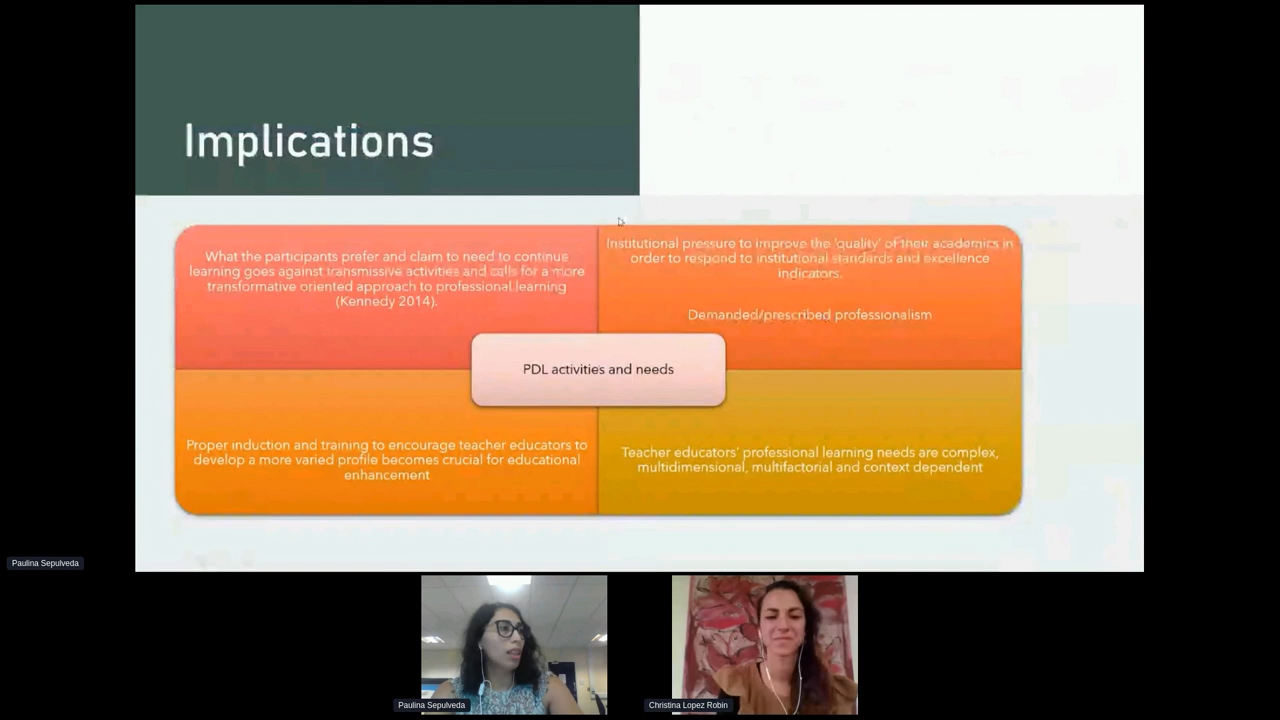 Implications
What the participants prefer and claim to need to continue
learning goes against transmissive activities and calls for a more
transformative oriented approach to professional learning
(Kennedy 2014).
Institutional pressure to improve the 'quality' of their academics in
order to respond to institutional standards and excellence
indicators.
Demanded/prescribed professionalism
PDL activities and needs
Proper induction and training to encourage teacher educators to
develop a more varied profile becomes crucial for educational
enhancement
Teacher educators' professional learning needs are complex,
multidimensional, multifactorial and context dependent
Paulina Sepulveda
Paulina Sepulveda
Christina Lopez Robin